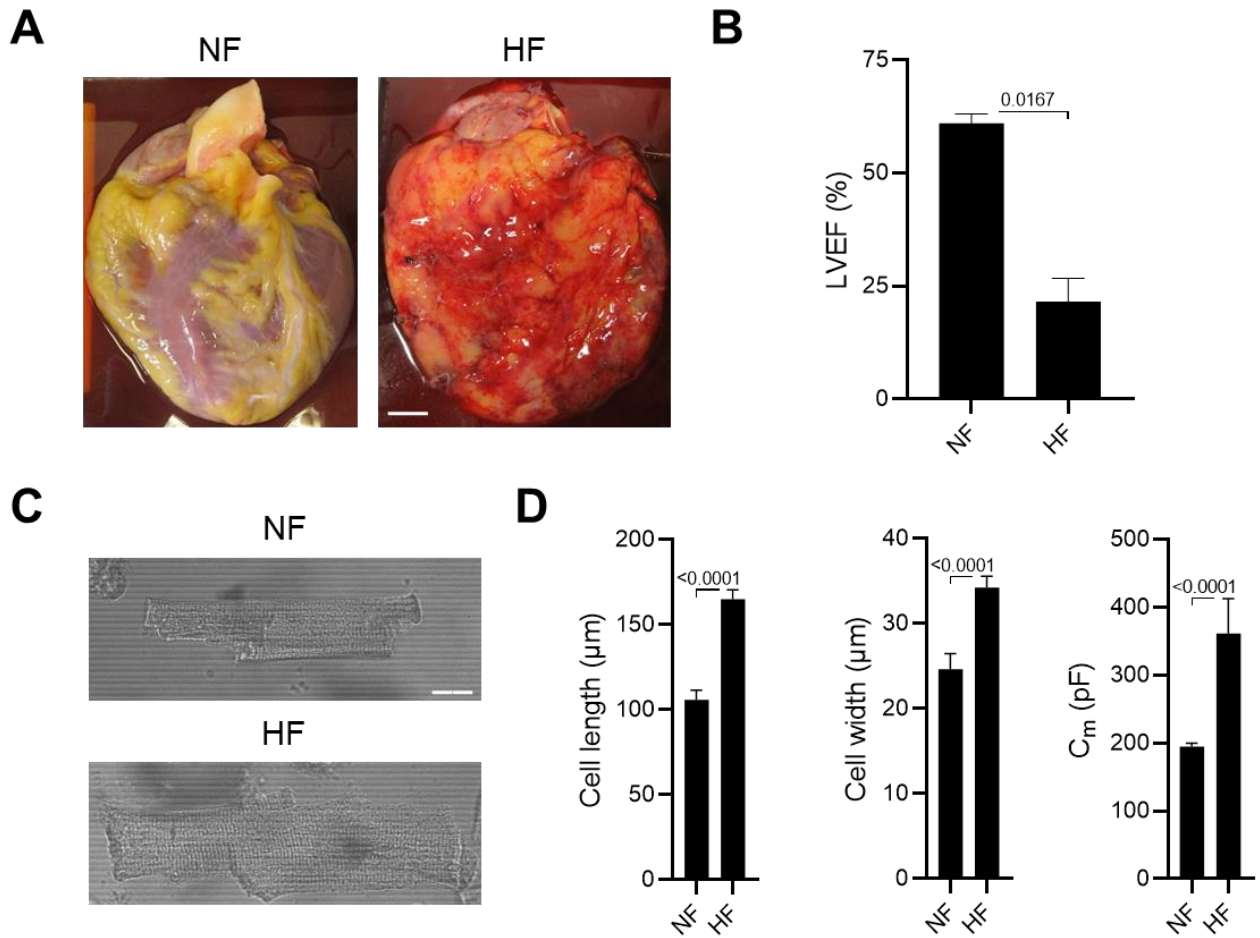 A
NF
HF
B
75
50
25
0
LVEF (%)
0.0167
NF
HF
C
NF
HF
D
200
150
100
50
0
Cell length (µm)
<0.0001
NF
HF
40
30
20
10
0
Cell width (µm)
<0.0001
NF
HF
500
400
300
200
100
0
Cm (pF)
<0.0001
NF
HF